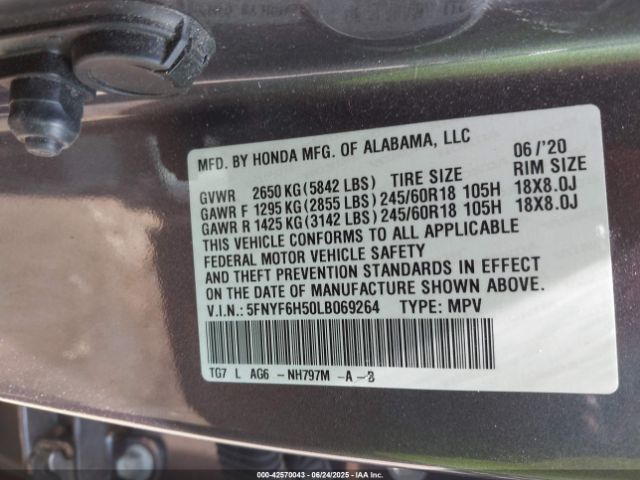 MFD. BY HONDA MFG. OF ALABAMA, LLC 06/'20
GVWR 2650 KG (5842 LBS) TIRE SIZE RIM SIZE
GAWR F 1295 KG (2855 LBS) 245/60R18 105H 18X8.0J
GAWR R 1425 KG (3142 LBS) 245/60R18 105H 18X8.0J
THIS VEHICLE CONFORMS TO ALL APPLICABLE
FEDERAL MOTOR VEHICLE SAFETY
AND THEFT PREVENTION STANDARDS IN EFFECT
ON THE DATE OF MANUFACTURE SHOWN ABOVE.
V.I.N.: 5FNYF6H50LB069264 TYPE: MPV
TG7 L AG6 -NH797M -A-B
000-42570043 | 06/24/2025 | IAA Inc.